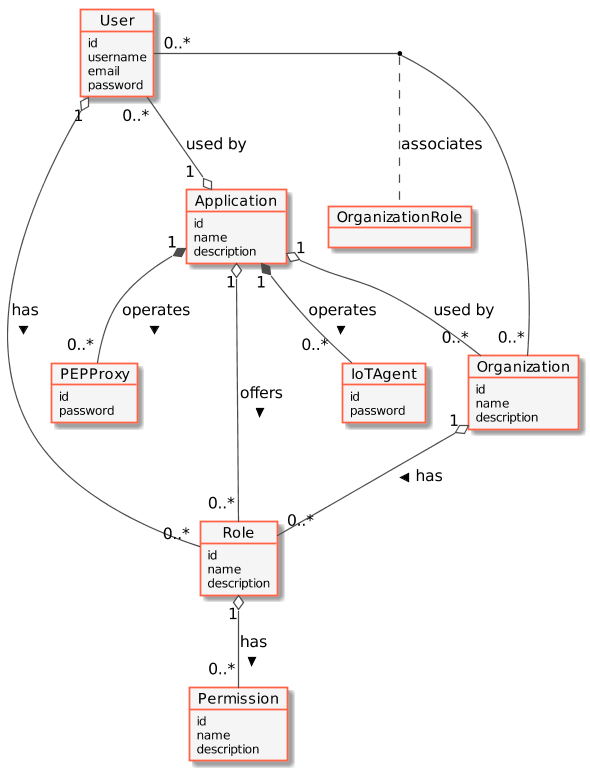 User
id
username
email
password
0..*
1
0..*
used by
associates
1
Application
id
name
description
OrganizationRole
1
1
1
1
has
▼
operates
▼
operates
▼
used by
0..*
0..*
0..*
0..*
PEPProxy
id
password
IoTAgent
id
password
Organization
id
name
description
offers
▼
1
◄ has
0..*
0..*
0..*
Role
id
name
description
1
has
▼
0..*
Permission
id
name
description